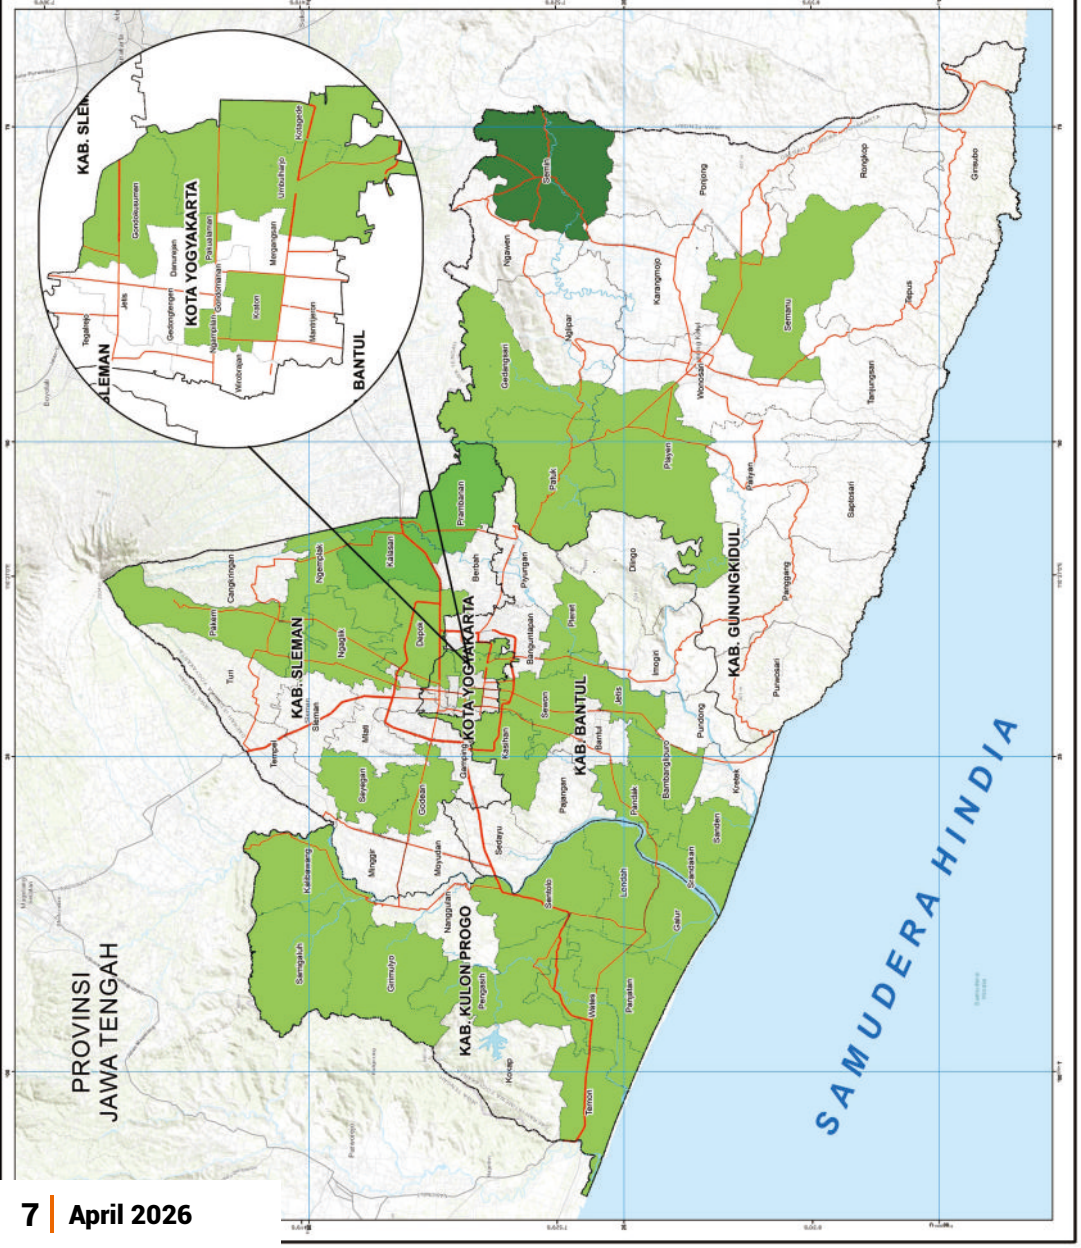 PROVINSI
JAWA TENGAH
KAB. SLEMAN
KOTA YOGYAKARTA
KAB. SLEM
SLEMAN
BANTUL
Tegalrejo
Jetis
Gondokusuman
Danurejan
Gedongtengen
Pakualaman
Gondomanan
Ngampilan
Wirobrajan
Kraton
Mergangsan
Mantrijeron
Umbulharjo
Kotagede
Cangkringan
Pakem
Turi
Tempel
Sleman
Ngaglik
Ngemplak
Kalasan
Prambanan
Berbah
Depok
Mlati
Seyegan
Godean
Gamping
Minggir
Moyudan
KOTA YOGYAKARTA
KAB. BANTUL
Piyungan
Banguntapan
Pleret
Dlingo
Imogiri
Jetis
Sewon
Kasihan
Bantul
Pajangan
Sedayu
Pandak
Bambanglipuro
Pundong
Kretek
Sanden
Srandakan
KAB. KULON PROGO
Kalibawang
Samigaluh
Girimulyo
Nanggulan
Pengasih
Sentolo
Lendah
Galur
Panjatan
Wates
Kokap
Temon
KAB. GUNUNGKIDUL
Semin
Ngawen
Nglipar
Gedangsari
Patuk
Playen
Karangmojo
Ponjong
Wonosari
Semanu
Rongkop
Girisubo
Tepus
Tanjungsari
Paliyan
Saptosari
Panggang
Purwosari
SAMUDERA HINDIA
7 | April 2026